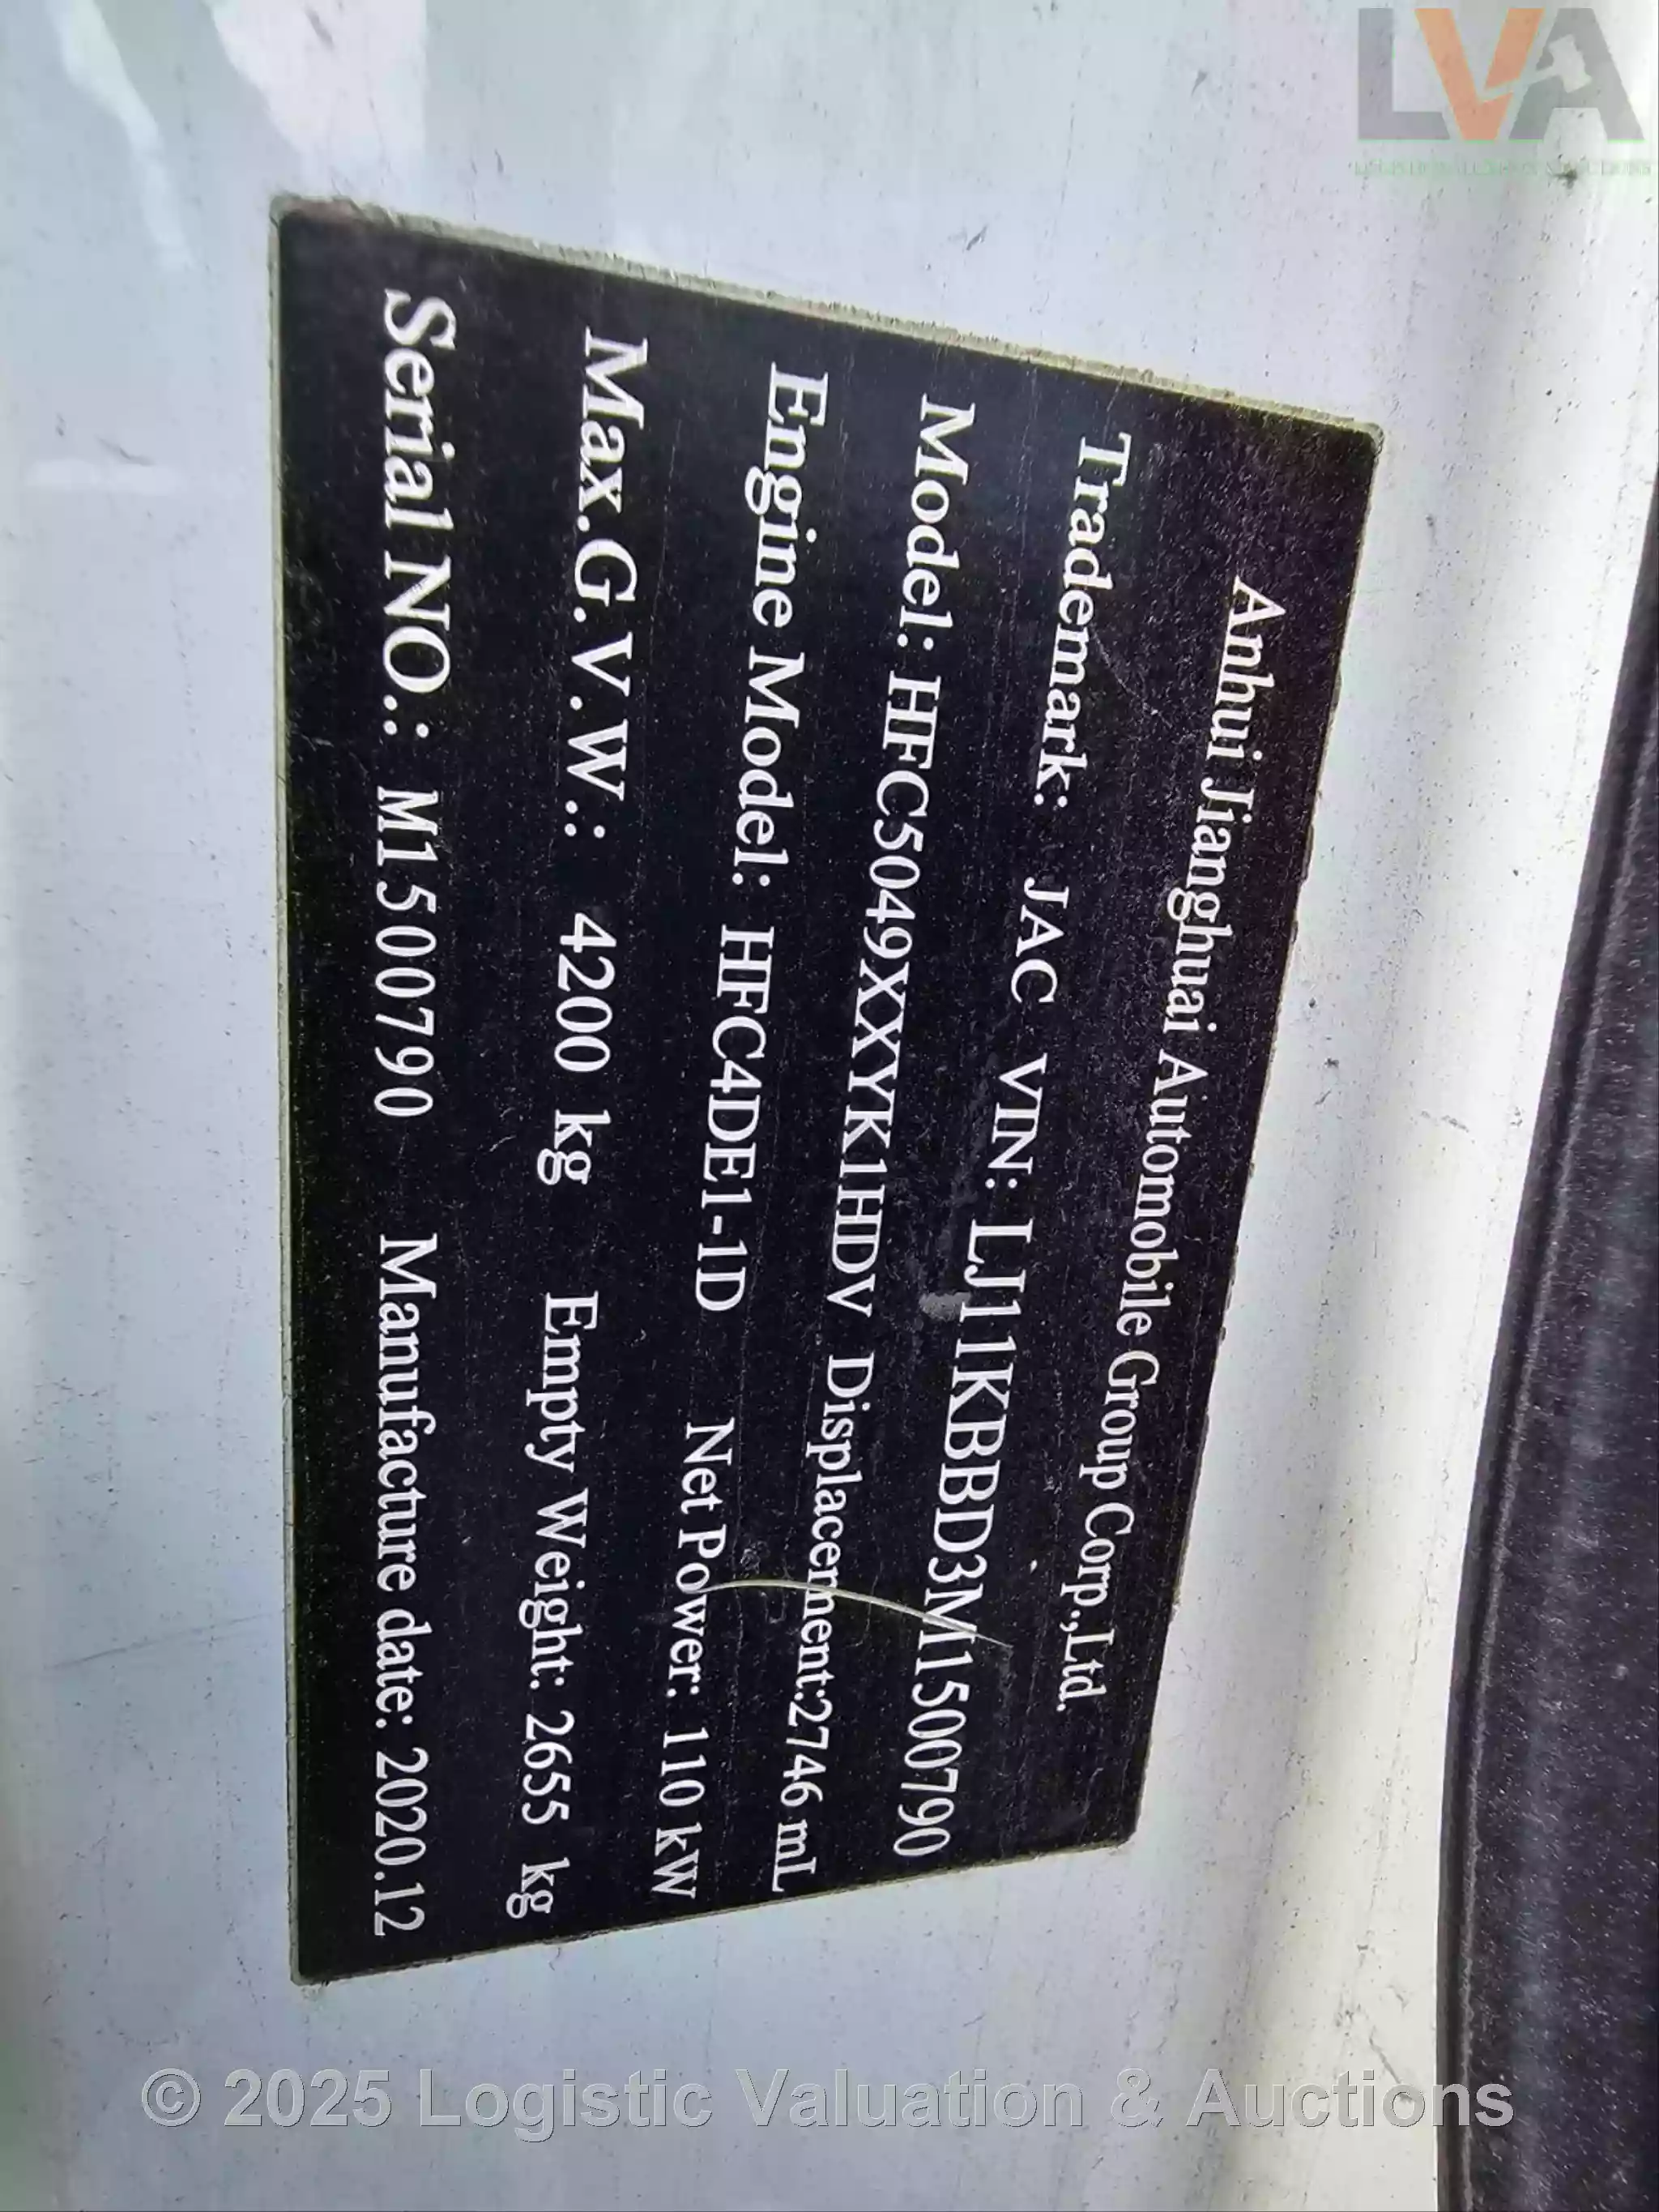 LVA
Anhui Jianghuai Automobile Group Corp.,Ltd.
Trademark: JAC VIN: LJ11KBBD3M1500790
Model: HFC5049XXYK1HDV Displacement:2746 mL
Engine Model: HFC4DE1-1D Net Power: 110 kW
Max.G.V.W.: 4200 kg Empty Weight: 2655 kg
Serial NO.: M1500790 Manufacture date: 2020.12
© 2025 Logistic Valuation & Auctions